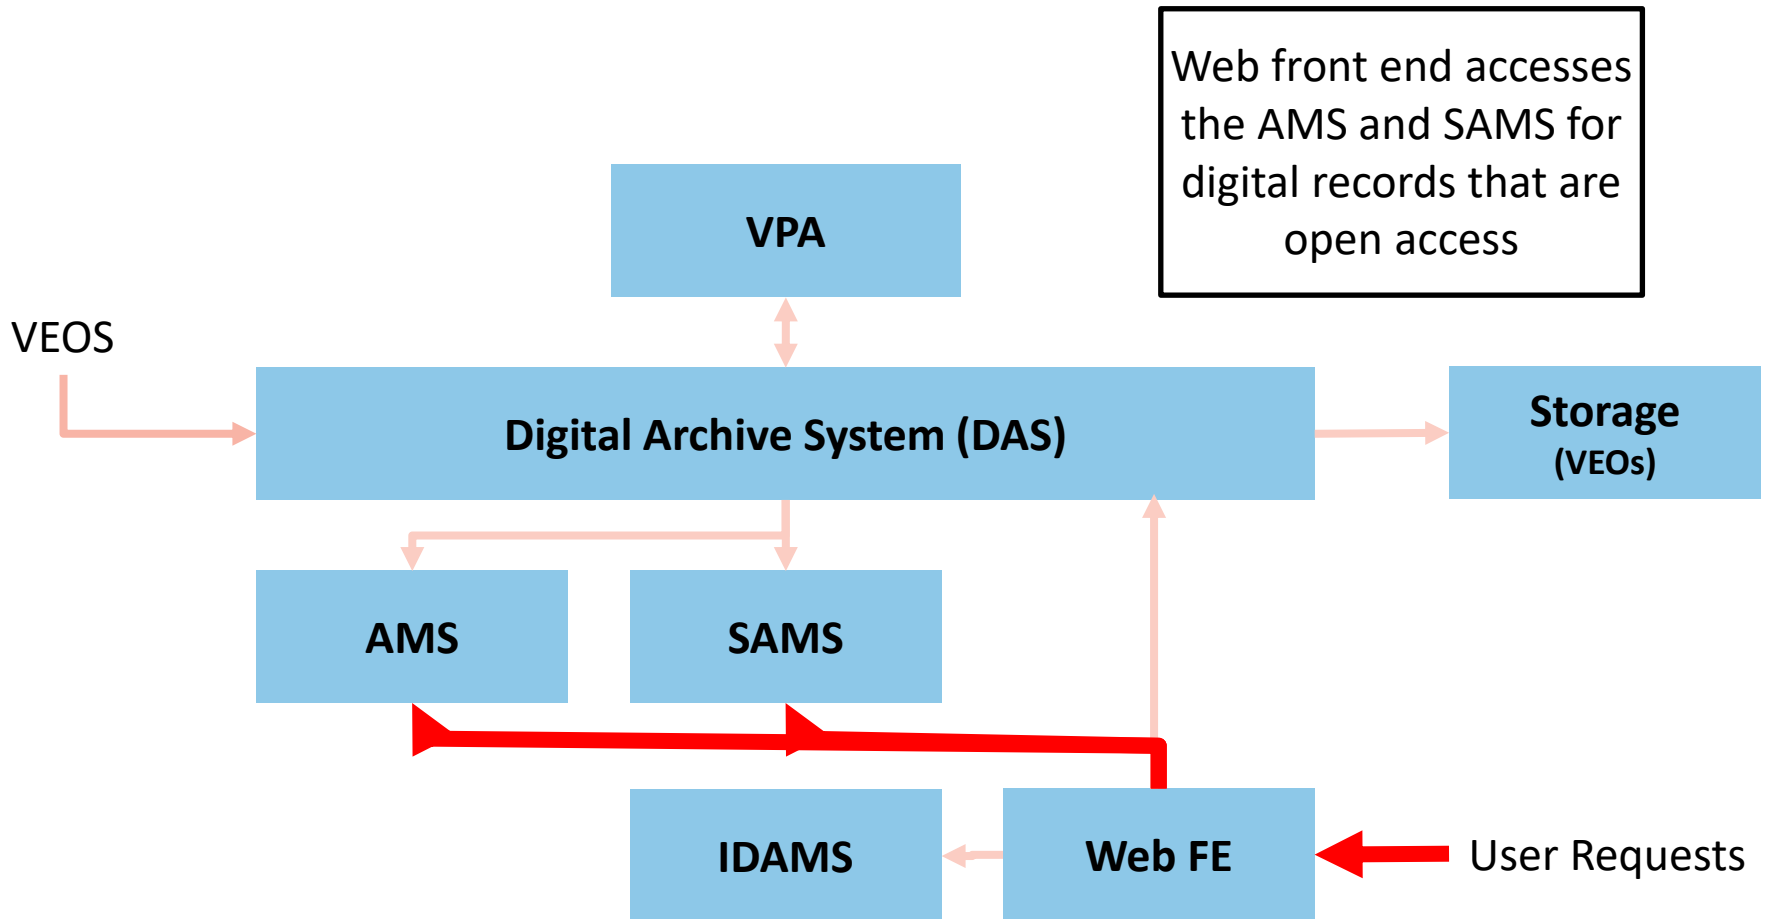 Web front end accesses
the AMS and SAMS for
digital records that are
open access
VPA
VEOS
Digital Archive System (DAS)
Storage
(VEOs)
AMS
SAMS
IDAMS
Web FE
User Requests